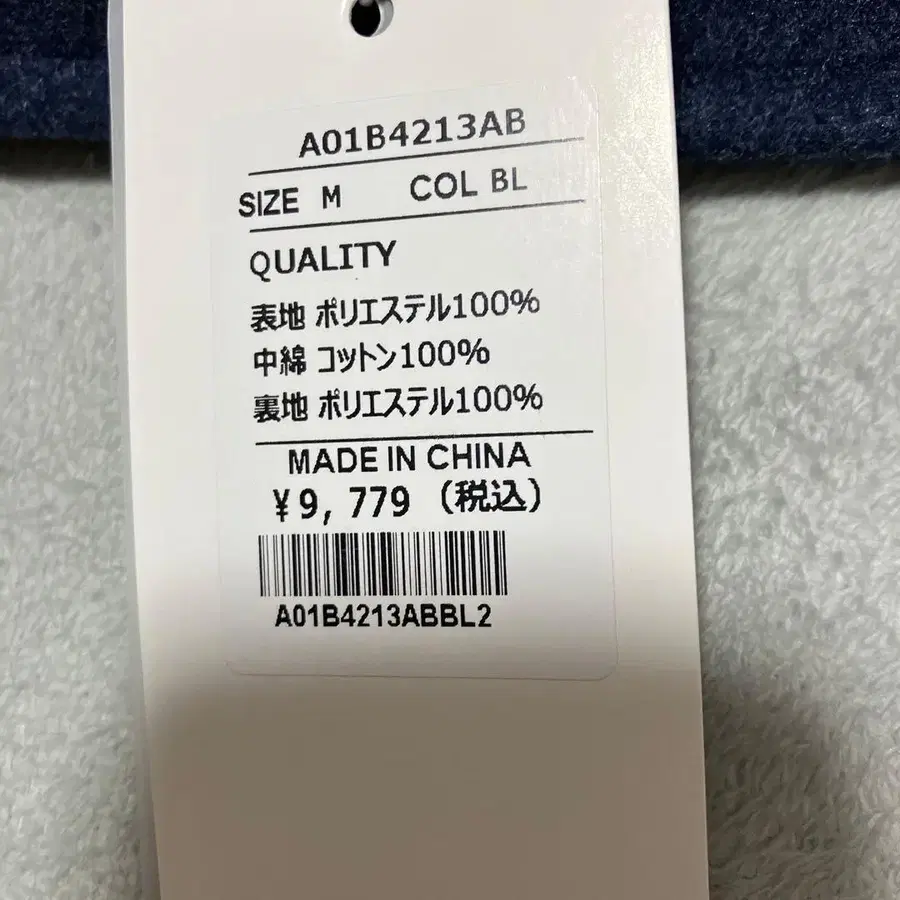 A01B4213AB
SIZE M COL BL
QUALITY
表地 ポリエステル100%
中綿 コットン100%
裏地 ポリエステル100%
MADE IN CHINA
¥9,779 (税込)
A01B4213ABBL2